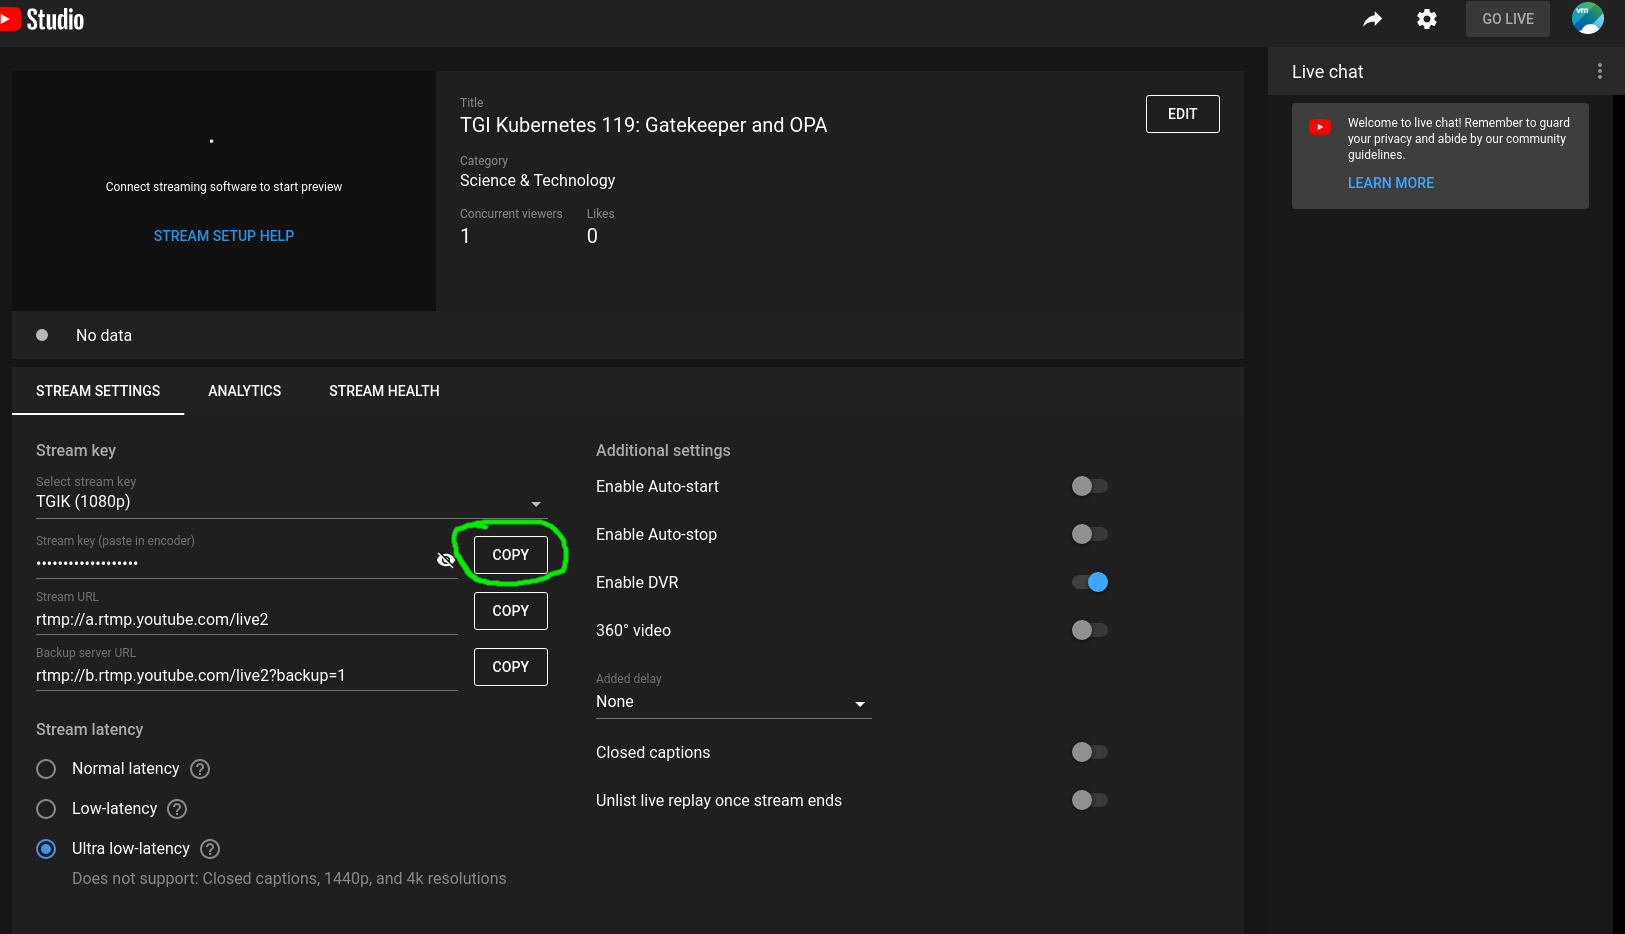 Studio
GO LIVE
vm
Connect streaming software to start preview
STREAM SETUP HELP
Title
TGI Kubernetes 119: Gatekeeper and OPA
EDIT
Category
Science & Technology
Concurrent viewers
Likes
1
0
No data
Live chat
Welcome to live chat! Remember to guard
your privacy and abide by our community
guidelines.
LEARN MORE
STREAM SETTINGS
ANALYTICS
STREAM HEALTH
Stream key
Select stream key
TGIK (1080p)
Stream key (paste in encoder)
•••••••••••••••••••
COPY
Stream URL
rtmp://a.rtmp.youtube.com/live2
COPY
Backup server URL
rtmp://b.rtmp.youtube.com/live2?backup=1
COPY
Stream latency
Normal latency ?
Low-latency ?
Ultra low-latency ?
Does not support: Closed captions, 1440p, and 4k resolutions
Additional settings
Enable Auto-start
Enable Auto-stop
Enable DVR
360° video
Added delay
None
Closed captions
Unlist live replay once stream ends